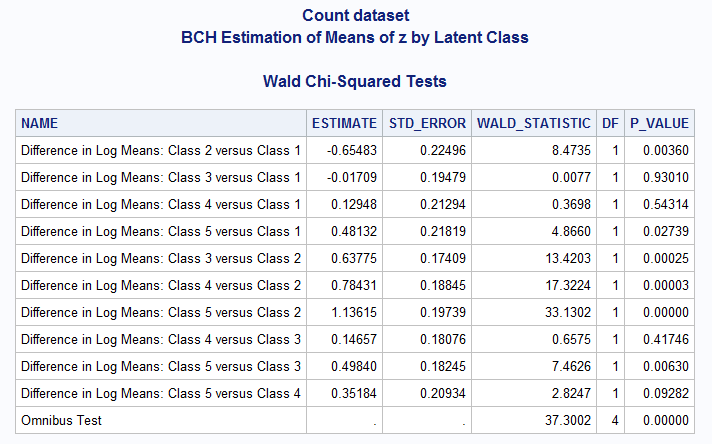 Count dataset
BCH Estimation of Means of z by Latent Class
Wald Chi-Squared Tests
NAME ESTIMATE STD_ERROR WALD_STATISTIC DF P_VALUE
Difference in Log Means: Class 2 versus Class 1 -0.65483 0.22496 8.4735 1 0.00360
Difference in Log Means: Class 3 versus Class 1 -0.01709 0.19479 0.0077 1 0.93010
Difference in Log Means: Class 4 versus Class 1 0.12948 0.21294 0.3698 1 0.54314
Difference in Log Means: Class 5 versus Class 1 0.48132 0.21819 4.8660 1 0.02739
Difference in Log Means: Class 3 versus Class 2 0.63775 0.17409 13.4203 1 0.00025
Difference in Log Means: Class 4 versus Class 2 0.78431 0.18845 17.3224 1 0.00003
Difference in Log Means: Class 5 versus Class 2 1.13615 0.19739 33.1302 1 0.00000
Difference in Log Means: Class 4 versus Class 3 0.14657 0.18076 0.6575 1 0.41746
Difference in Log Means: Class 5 versus Class 3 0.49840 0.18245 7.4626 1 0.00630
Difference in Log Means: Class 5 versus Class 4 0.35184 0.20934 2.8247 1 0.09282
Omnibus Test . . 37.3002 4 0.00000